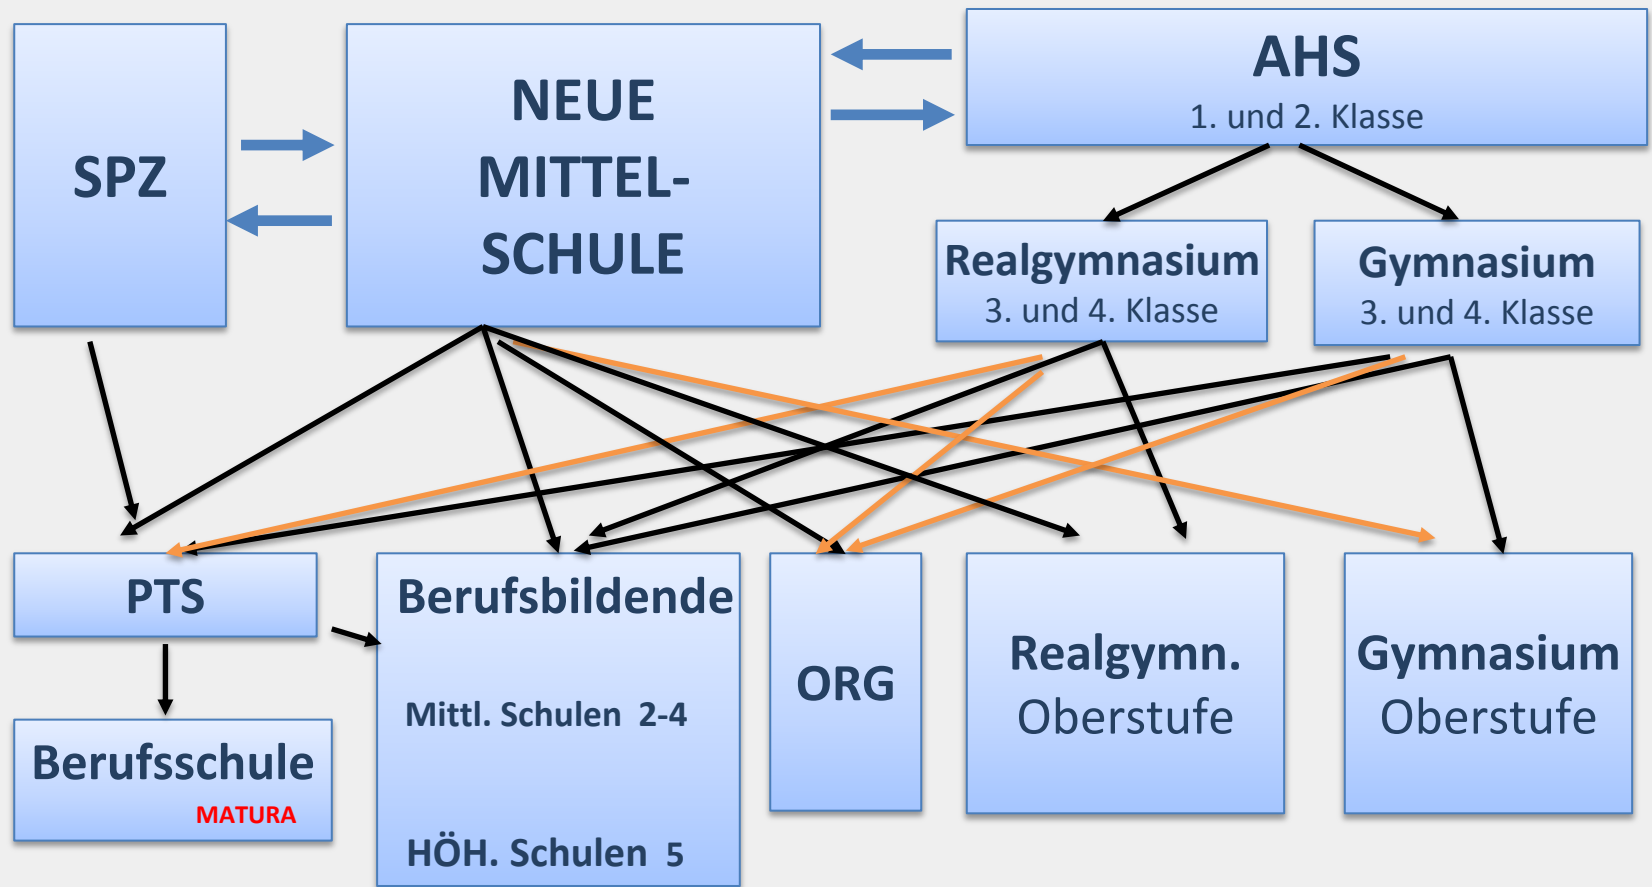 SPZ
NEUE
MITTEL-
SCHULE
AHS
1. und 2. Klasse
Realgymnasium
3. und 4. Klasse
Gymnasium
3. und 4. Klasse
PTS
Berufsschule
MATURA
Berufsbildende
Mittl. Schulen 2-4
HÖH. Schulen 5
ORG
Realgymn.
Oberstufe
Gymnasium
Oberstufe